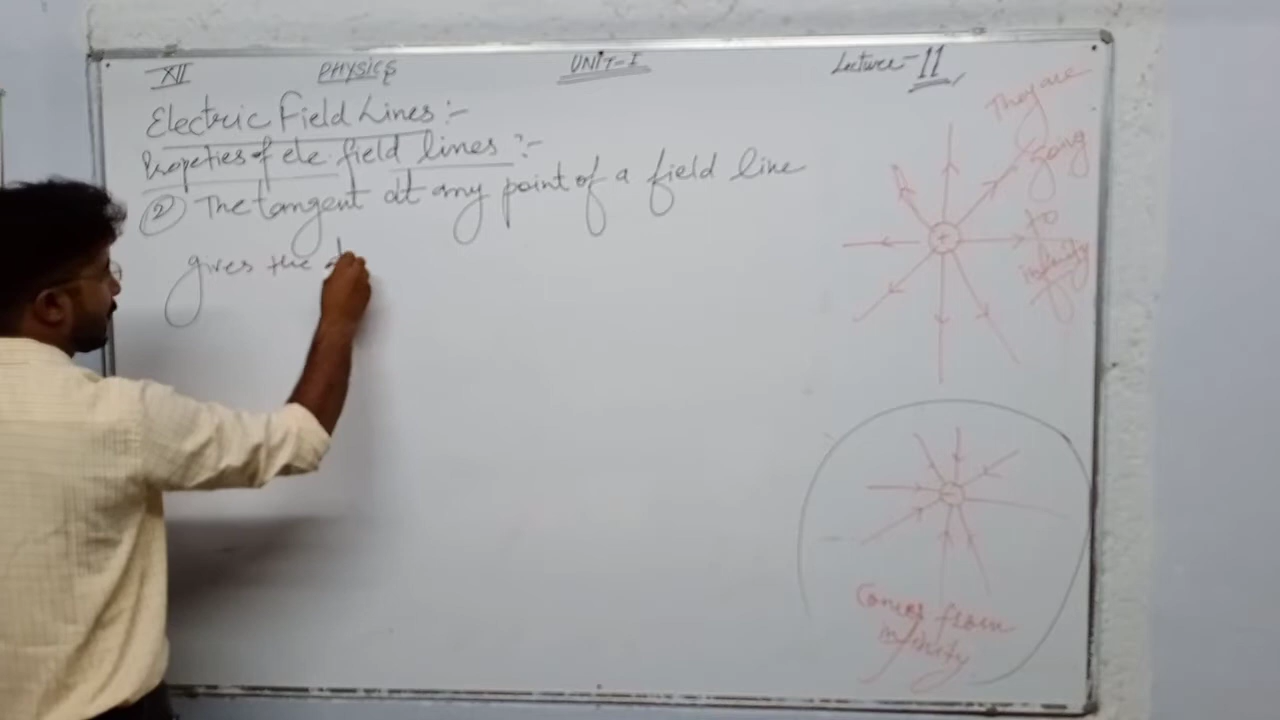 XII PHYSICS UNIT-I Lecture-11
Electric Field Lines:-
Propeties of ele. field lines:-
② The tangent at any point of a field line
gives the d
They are
going
to
infinity
+
-
Comes from
infinity